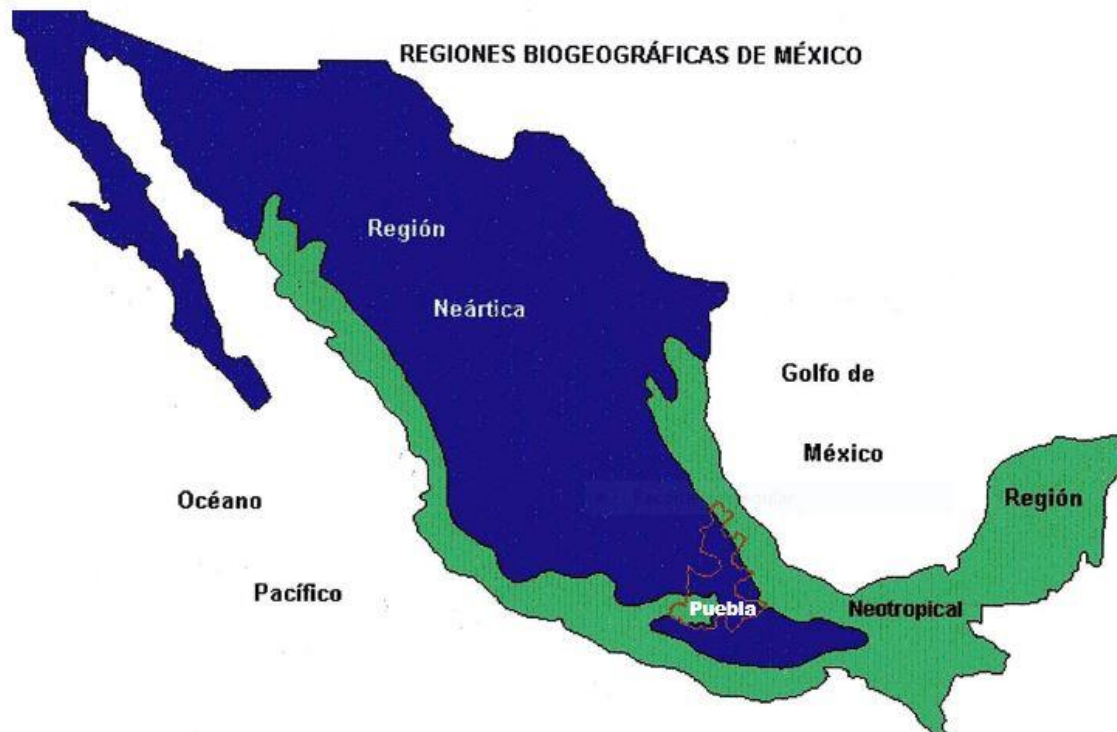 REGIONES BIOGEOGRÁFICAS DE MÉXICO
Región
Neártica
Golfo de
México
Océano
Pacífico
Región
Neotropical
Puebla